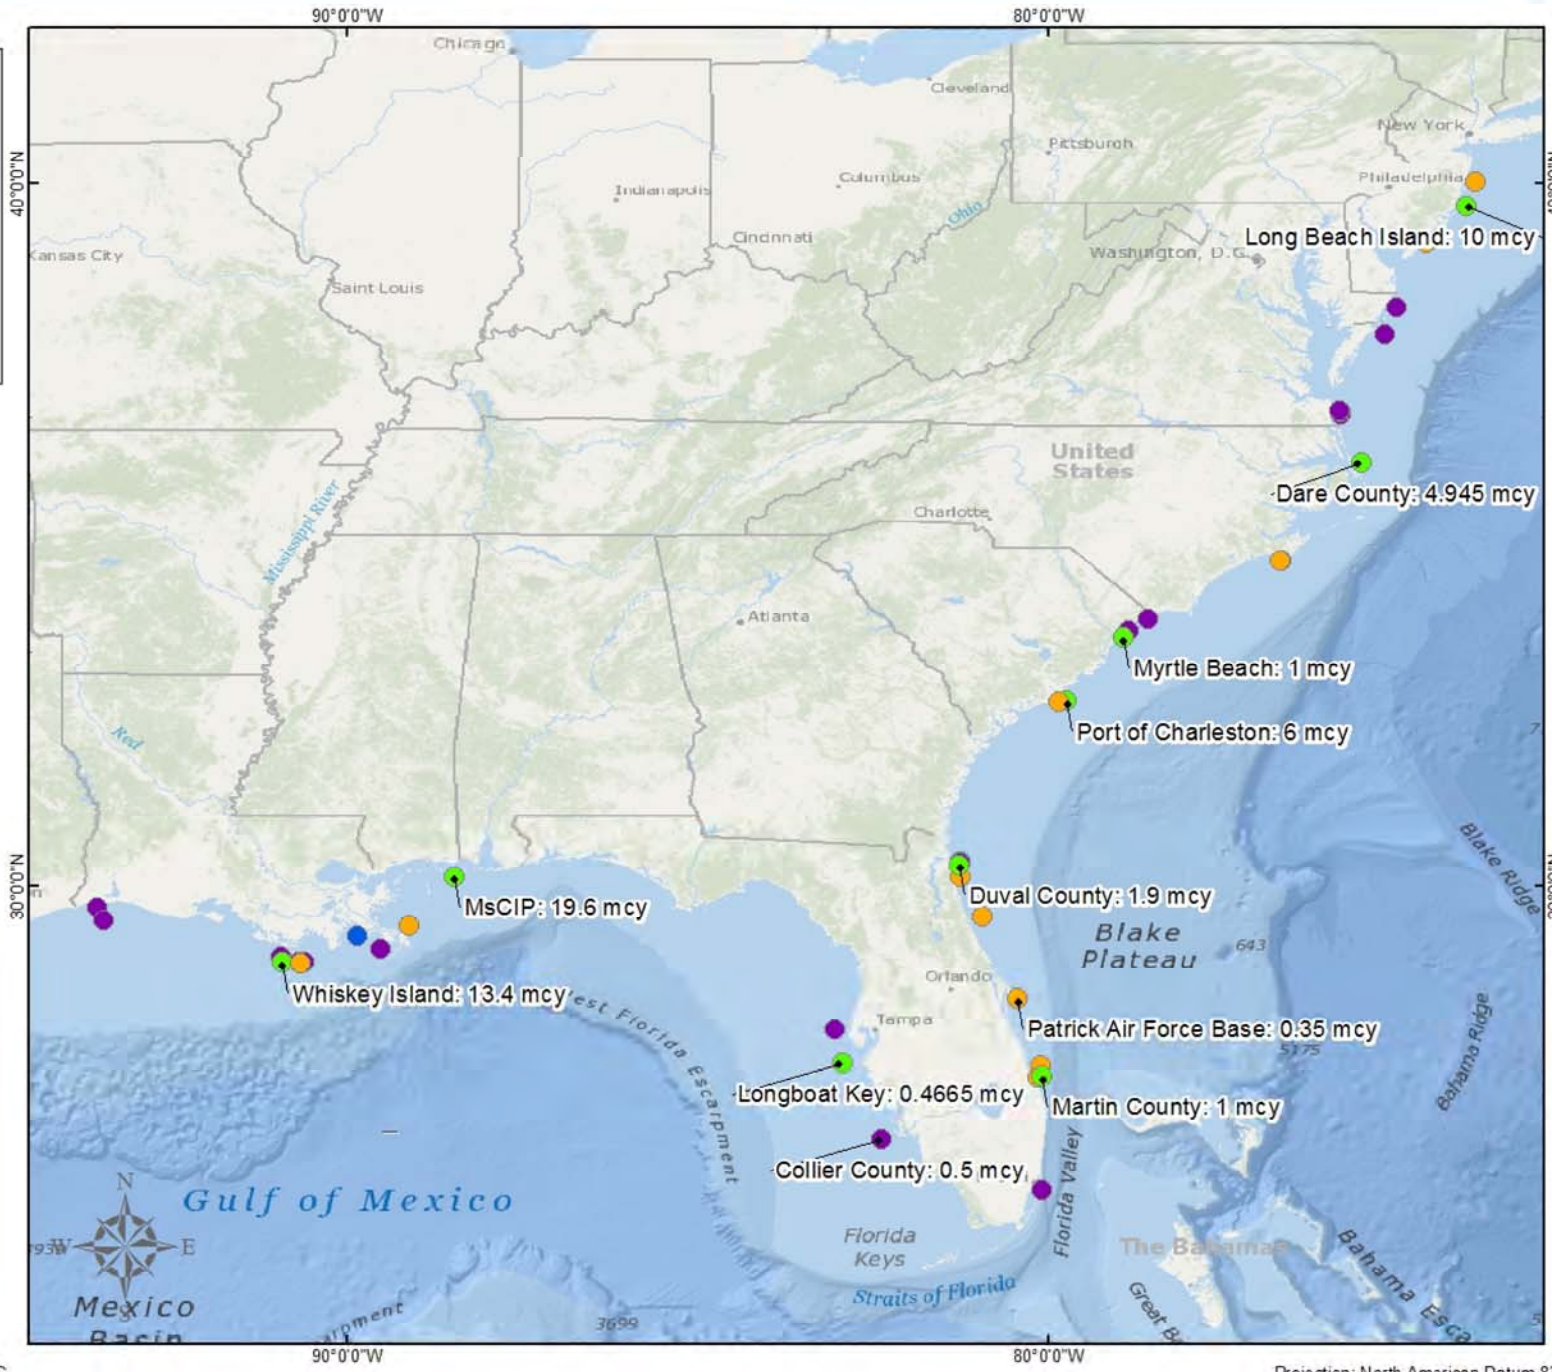 90°0'0"W
80°0'0"W
Chicago
Cleveland
New York
Pittsburgh
40°0'0"N
Philadelphia
Columbus
Indianapolis
Ohio
Cincinnati
Long Beach Island: 10 mcy
Washington, D.C.
Kansas City
Saint Louis
United
States
Dare County: 4.945 mcy
Mississippi River
Charlotte
Atlanta
Myrtle Beach: 1 mcy
Port of Charleston: 6 mcy
Red
Blake Ridge
30°0'0"N
Duval County: 1.9 mcy
MsCIP: 19.6 mcy
Blake
Plateau
643
Orlando
Whiskey Island: 13.4 mcy
West Florida Escarpment
Tampa
Patrick Air Force Base: 0.35 mcy
5175
Bahama Ridge
Longboat Key: 0.4665 mcy
Martin County: 1 mcy
Collier County: 0.5 mcy
Florida Valley
N
Gulf of Mexico
W
E
S
Florida
Keys
The Bahamas
Straits of Florida
Mexico
Basin
3699
90°0'0"W
80°0'0"W